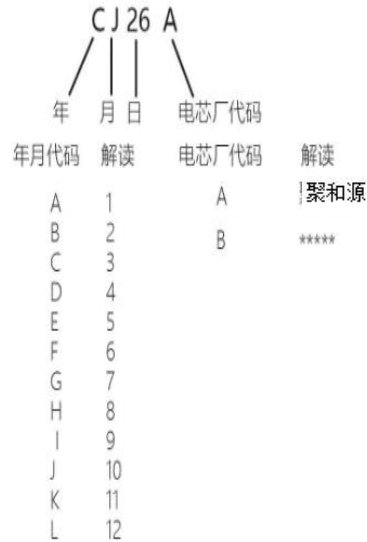 CJ26 A
年 月 日 电芯厂代码
年月代码 解读 电芯厂代码 解读
A 1 A 聚和源
B 2 B *****
C 3
D 4
E 5
F 6
G 7
H 8
I 9
J 10
K 11
L 12